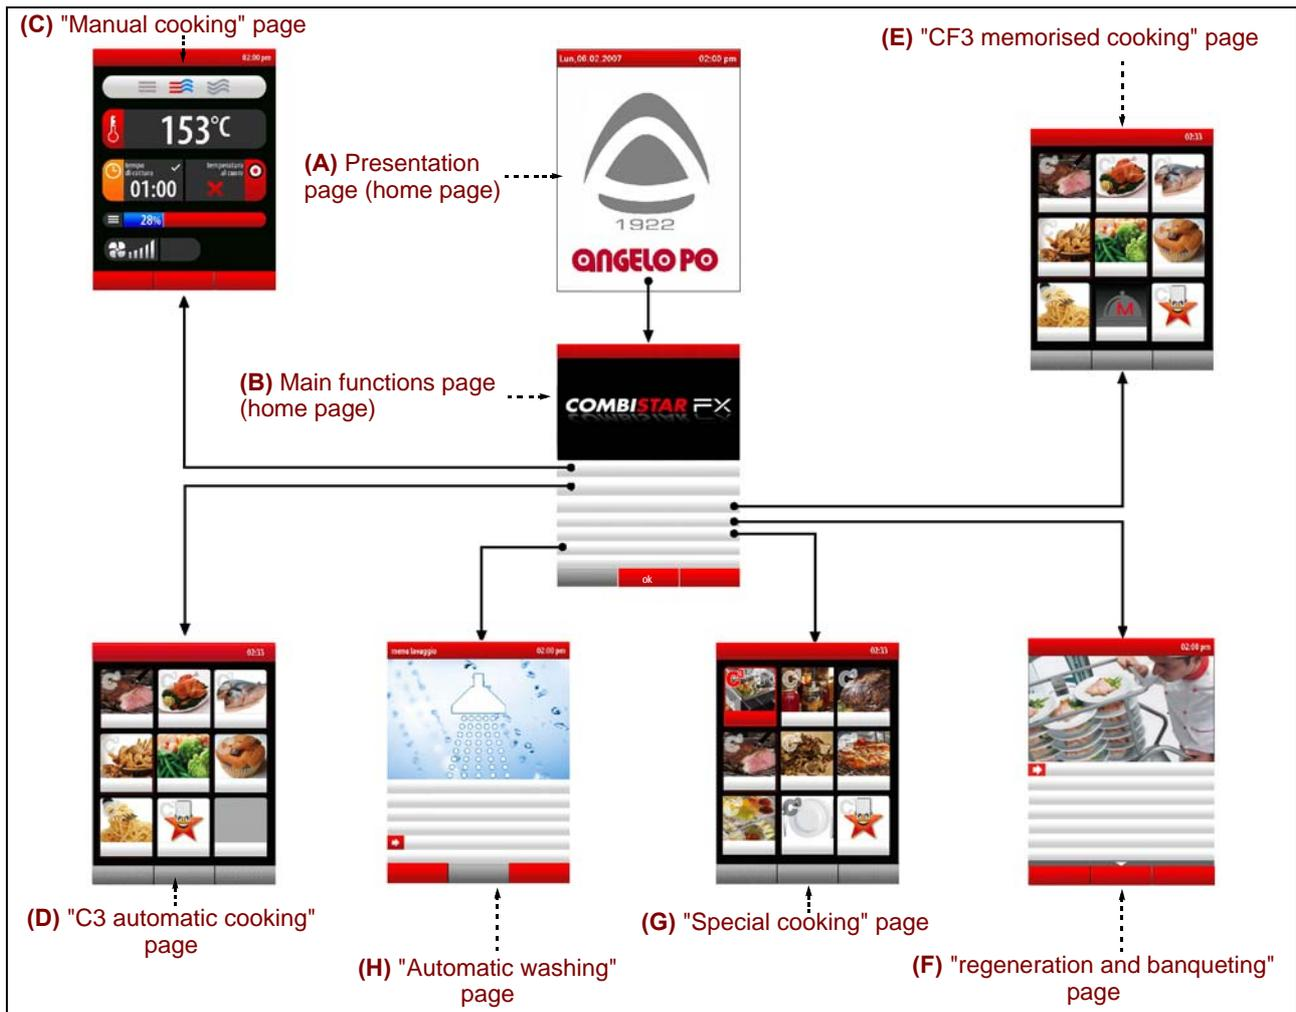 (C) "Manual cooking" page
02:00 pm
153°C
tempo
di cottura
01:00
temperatura
al cuore
28%
(A) Presentation
page (home page)
Lun,06.02.2007 02:00 pm
1922
ANGELO PO
(E) "CF3 memorised cooking" page
02:33
M
(B) Main functions page
(home page)
COMBISTAR FX
ok
02:33
(D) "C3 automatic cooking"
page
menu lavaggio 02:00 pm
(H) "Automatic washing"
page
02:33
(G) "Special cooking" page
02:00 pm
(F) "regeneration and banqueting"
page